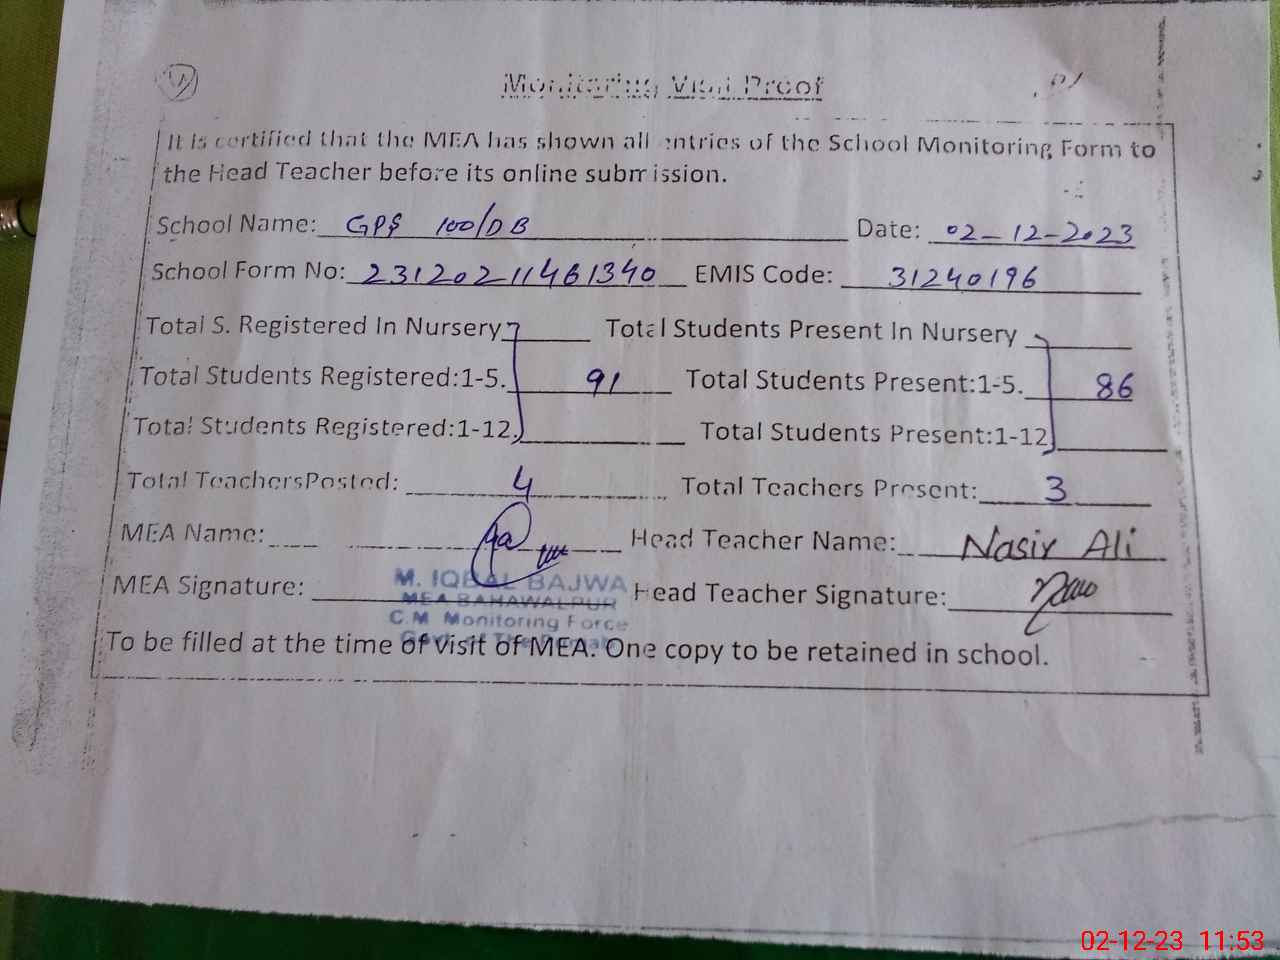 Monitoring Visit Proof
It is certified that the MEA has shown all entries of the School Monitoring Form to
the Head Teacher before its online submission.
School Name: GPS 100/DB Date: 02-12-2023
School Form No: 23120211461340 EMIS Code: 31240196
Total S. Registered In Nursery Total Students Present In Nursery
Total Students Registered:1-5. 91 Total Students Present:1-5. 86
Total Students Registered:1-12. Total Students Present:1-12
Total TeachersPosted: 4 Total Teachers Present: 3
MEA Name: Head Teacher Name: Nasir Ali
M. IQBAL BAJWA
MEA Signature: Head Teacher Signature:
MEA BAHAWALPUR
C.M Monitoring Force
To be filled at the time of visit of MEA. One copy to be retained in school.
02-12-23 11:53